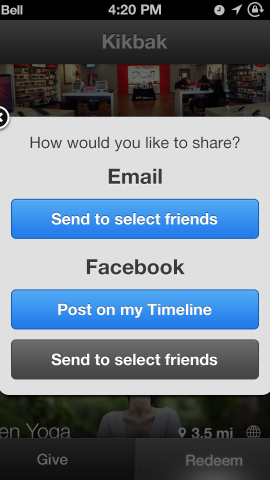 Bell 4:20 PM
Kikbak
How would you like to share?
Email
Send to select friends
Facebook
Post on my Timeline
Send to select friends
en Yoga 3.5 mi
Give Redeem